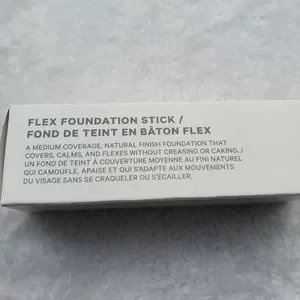 FLEX FOUNDATION STICK /
FOND DE TEINT EN BÂTON FLEX
A MEDIUM COVERAGE, NATURAL FINISH FOUNDATION THAT
COVERS, CALMS, AND FLEXES WITHOUT CREASING OR CAKING. /
UN FOND DE TEINT À COUVERTURE MOYENNE AU FINI NATUREL
QUI CAMOUFLE, APAISE ET QUI S'ADAPTE AUX MOUVEMENTS
DU VISAGE SANS SE CRAQUELER OU S'ÉCAILLER.